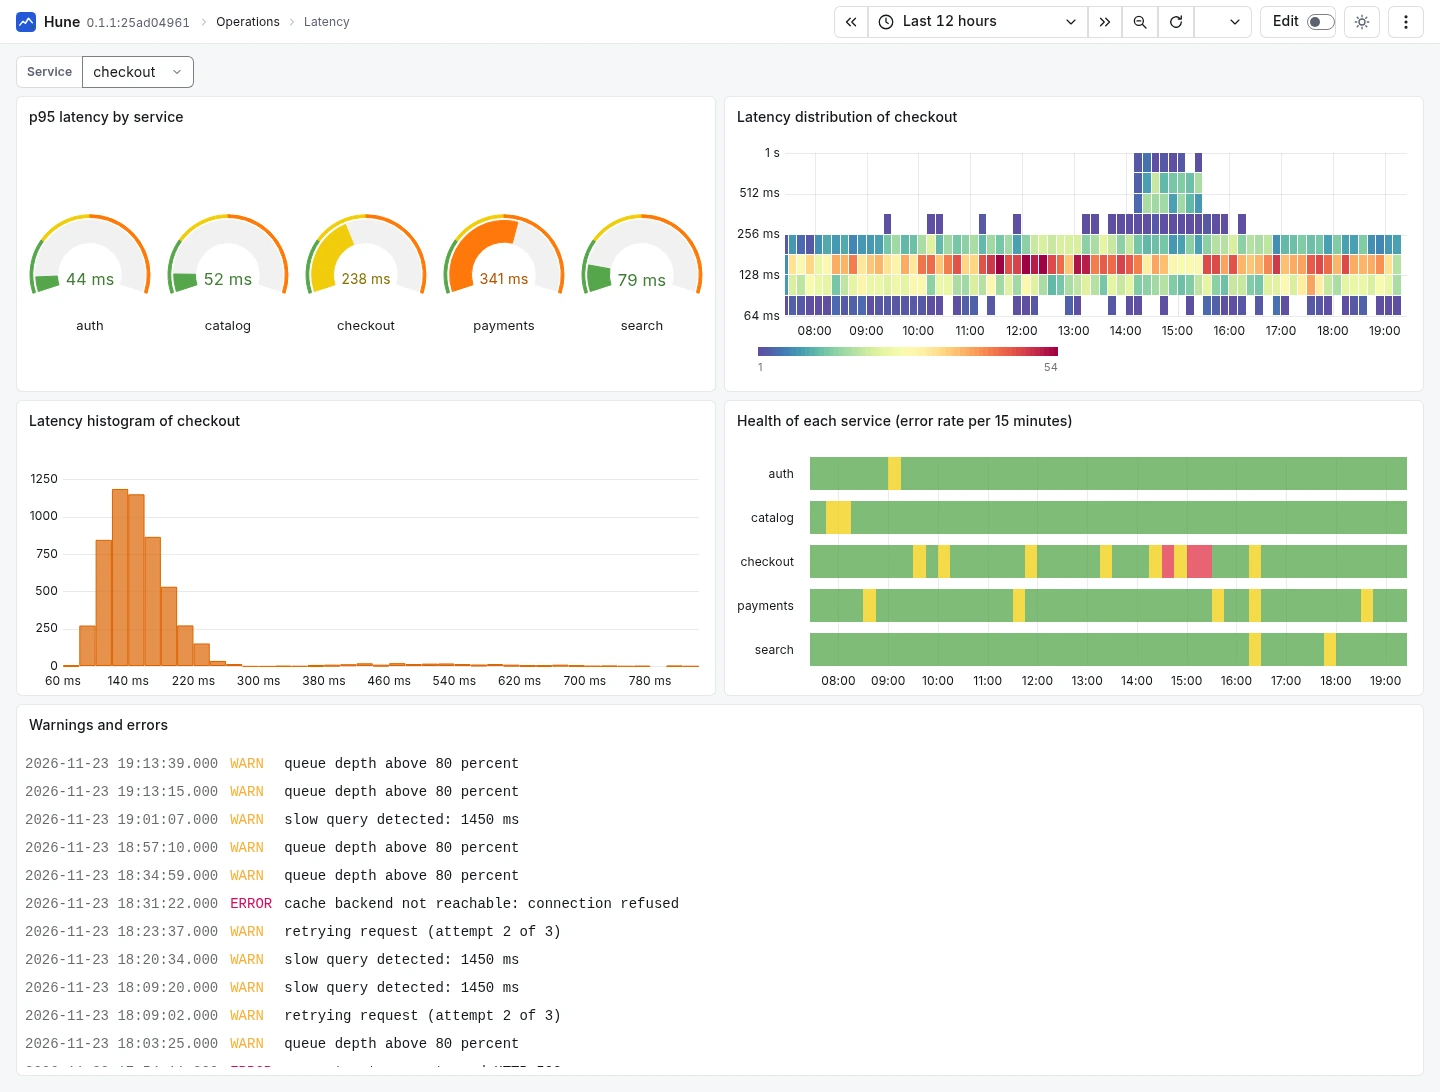 Hune 0.1.1:25ad04961 > Operations > Latency
Last 12 hours
Edit
Service checkout
p95 latency by service
44 ms
52 ms
238 ms
341 ms
79 ms
auth
catalog
checkout
payments
search
Latency distribution of checkout
1 s
512 ms
256 ms
128 ms
64 ms
08:00 09:00 10:00 11:00 12:00 13:00 14:00 15:00 16:00 17:00 18:00 19:00
1 54
Latency histogram of checkout
1250
1000
750
500
250
0
60 ms 140 ms 220 ms 300 ms 380 ms 460 ms 540 ms 620 ms 700 ms 780 ms
Health of each service (error rate per 15 minutes)
auth
catalog
checkout
payments
search
08:00 09:00 10:00 11:00 12:00 13:00 14:00 15:00 16:00 17:00 18:00 19:00
Warnings and errors
2026-11-23 19:13:39.000 WARN queue depth above 80 percent
2026-11-23 19:13:15.000 WARN queue depth above 80 percent
2026-11-23 19:01:07.000 WARN slow query detected: 1450 ms
2026-11-23 18:57:10.000 WARN queue depth above 80 percent
2026-11-23 18:34:59.000 WARN queue depth above 80 percent
2026-11-23 18:31:22.000 ERROR cache backend not reachable: connection refused
2026-11-23 18:23:37.000 WARN retrying request (attempt 2 of 3)
2026-11-23 18:20:34.000 WARN slow query detected: 1450 ms
2026-11-23 18:09:20.000 WARN slow query detected: 1450 ms
2026-11-23 18:09:02.000 WARN retrying request (attempt 2 of 3)
2026-11-23 18:03:25.000 WARN queue depth above 80 percent